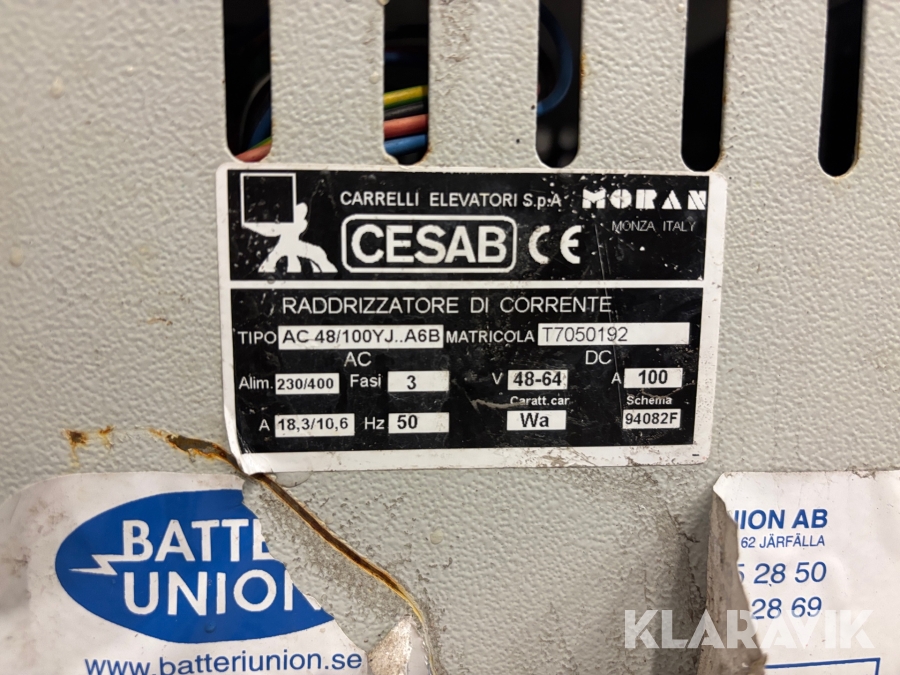 CARRELLI ELEVATORI S.p.A MORAN
MONZA ITALY
CESAB CE
RADDRIZZATORE DI CORRENTE
TIPO AC 48/100YJ..A6B MATRICOLA T7050192
AC DC
Alim. 230/400 Fasi 3 V 48-64 A 100
Caratt.car Schema
A 18,3/10,6 Hz 50 Wa 94082F
BATTE
UNION
www.batteriunion.se
NION AB
62 JÄRFÄLLA
5 28 50
28 69
KLARAVIK